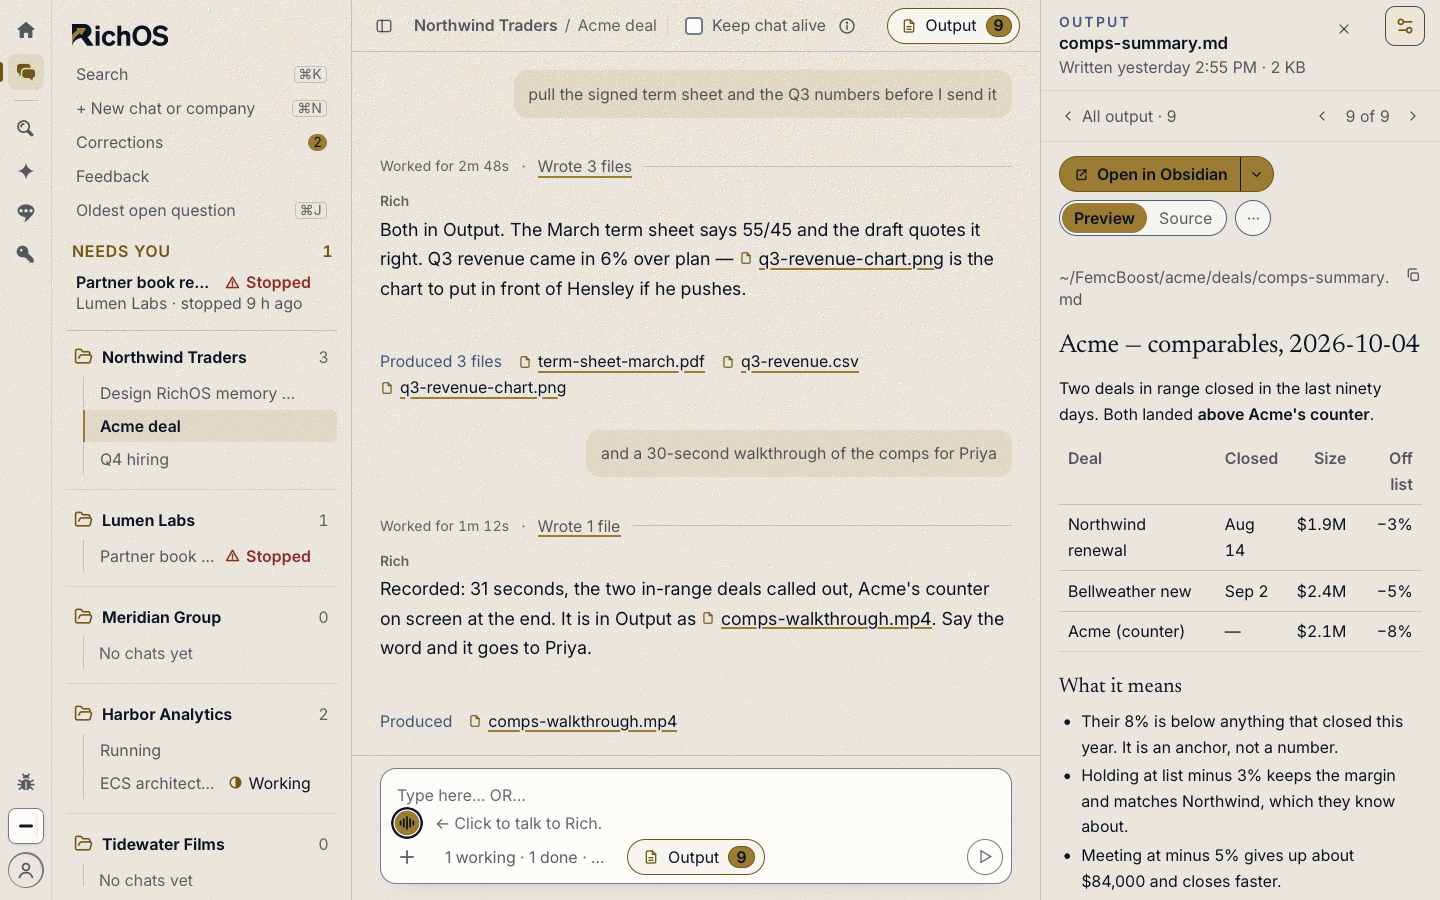 RichOS
Search ⌘K
+ New chat or company ⌘N
Corrections 2
Feedback
Oldest open question ⌘J
NEEDS YOU 1
Partner book re... Stopped
Lumen Labs · stopped 9 h ago
Northwind Traders 3
Design RichOS memory ...
Acme deal
Q4 hiring
Lumen Labs 1
Partner book ... Stopped
Meridian Group 0
No chats yet
Harbor Analytics 2
Running
ECS architect... Working
Tidewater Films 0
No chats yet
Northwind Traders / Acme deal Keep chat alive Output 9
pull the signed term sheet and the Q3 numbers before I send it
Worked for 2m 48s · Wrote 3 files
Rich
Both in Output. The March term sheet says 55/45 and the draft quotes it
right. Q3 revenue came in 6% over plan — q3-revenue-chart.png is the
chart to put in front of Hensley if he pushes.
Produced 3 files term-sheet-march.pdf q3-revenue.csv
q3-revenue-chart.png
and a 30-second walkthrough of the comps for Priya
Worked for 1m 12s · Wrote 1 file
Rich
Recorded: 31 seconds, the two in-range deals called out, Acme's counter
on screen at the end. It is in Output as comps-walkthrough.mp4. Say the
word and it goes to Priya.
Produced comps-walkthrough.mp4
Type here... OR...
← Click to talk to Rich.
1 working · 1 done · ... Output 9
OUTPUT
comps-summary.md
Written yesterday 2:55 PM · 2 KB
All output · 9 9 of 9
Open in Obsidian
Preview Source ...
~/FemcBoost/acme/deals/comps-summary.
md
Acme – comparables, 2026-10-04
Two deals in range closed in the last ninety
days. Both landed above Acme's counter.
Deal Closed Size Off
list
Northwind Aug $1.9M −3%
renewal 14
Bellweather new Sep 2 $2.4M −5%
Acme (counter) — $2.1M −8%
What it means
• Their 8% is below anything that closed this
year. It is an anchor, not a number.
• Holding at list minus 3% keeps the margin
and matches Northwind, which they know
about.
• Meeting at minus 5% gives up about
$84,000 and closes faster.